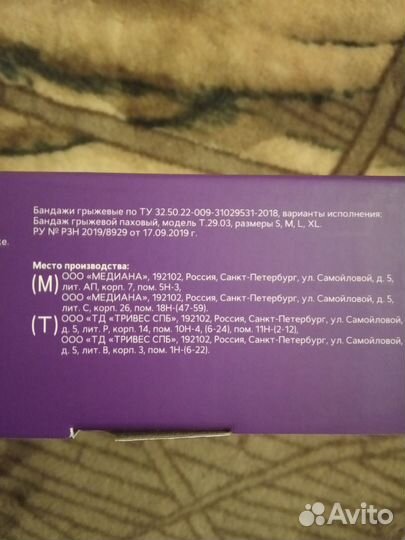 Бандажи грыжевые по ТУ 32.50.22-009-31029531-2018, варианты исполнения:
Бандаж грыжевой паховый, модель Т.29.03, размеры S, M, L, XL.
РУ № РЗН 2019/8929 от 17.09.2019 г.
ке.
Место производства:
(М) ООО «МЕДИАНА», 192102, Россия, Санкт-Петербург, ул. Самойловой, д. 5,
лит. АП, корп. 7, пом. 5Н-3,
ООО «МЕДИАНА», 192102, Россия, Санкт-Петербург, ул. Самойловой, д. 5,
лит. С, корп. 26, пом. 18Н-(47-59).
(Т) ООО «ТД «ТРИВЕС СПБ», 192102, Россия, Санкт-Петербург, ул. Самойловой,
д. 5, лит. Р, корп. 14, пом. 10Н-4, (6-24), пом. 11Н-(2-12),
ООО «ТД «ТРИВЕС СПБ», 192102, Россия, Санкт-Петербург, ул. Самойловой,
д. 5, лит. В, корп. 3, пом. 1Н-(6-22).
Avito